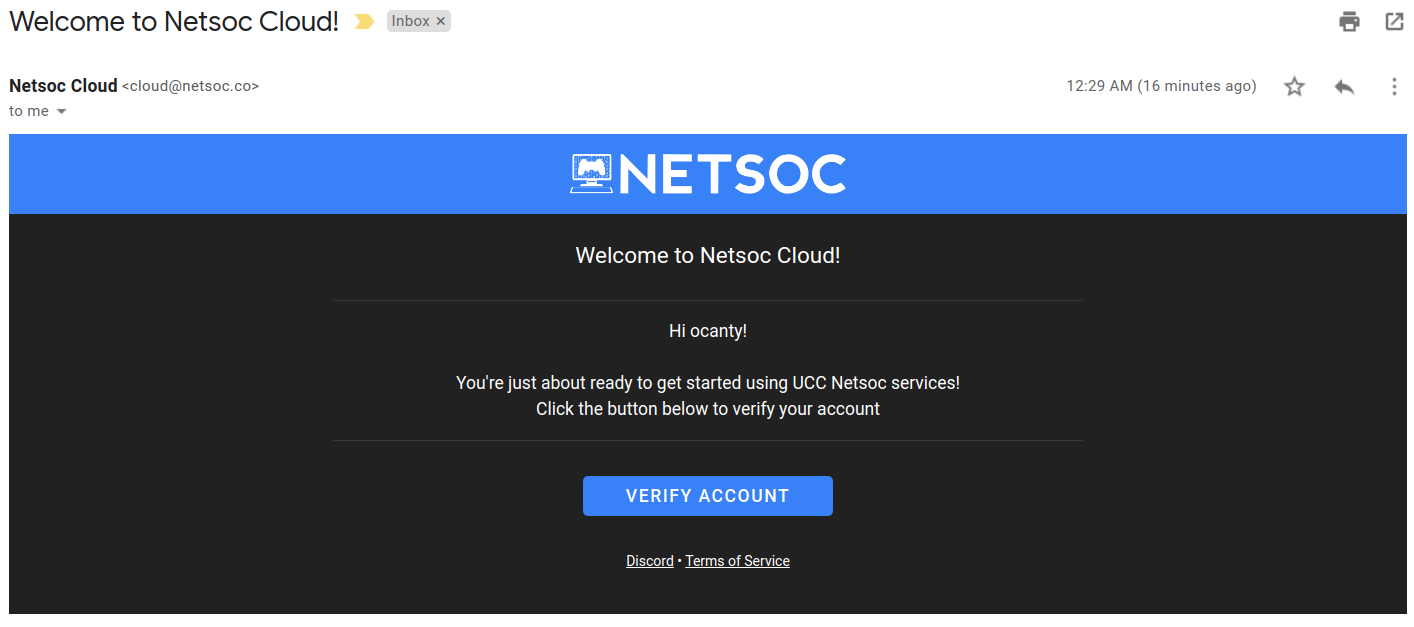 Welcome to Netsoc Cloud! Inbox ×
Netsoc Cloud <cloud@netsoc.co> 12:29 AM (16 minutes ago)
to me
NETSOC
Welcome to Netsoc Cloud!
Hi ocanty!
You're just about ready to get started using UCC Netsoc services!
Click the button below to verify your account
VERIFY ACCOUNT
Discord • Terms of Service